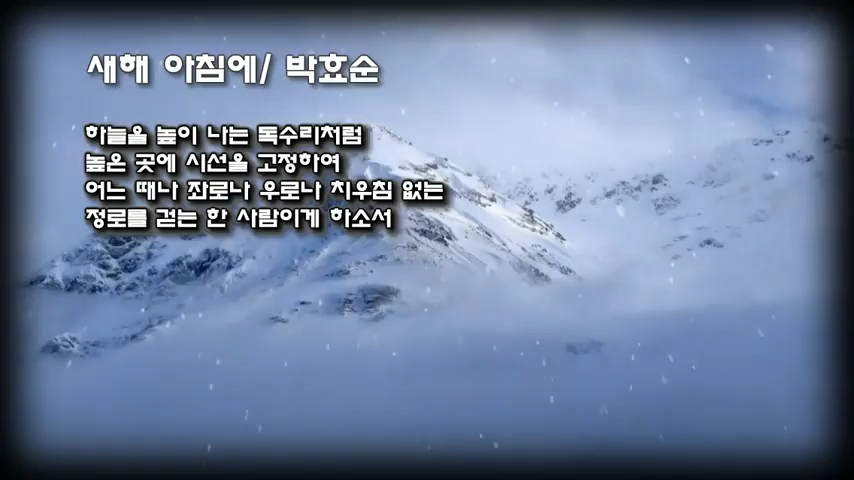 새해 아침에/ 박효순
하늘을 높이 나는 독수리처럼
높은 곳에 시선을 고정하여
어느 때나 좌로나 우로나 치우침 없는
정로를 걷는 한 사람이게 하소서